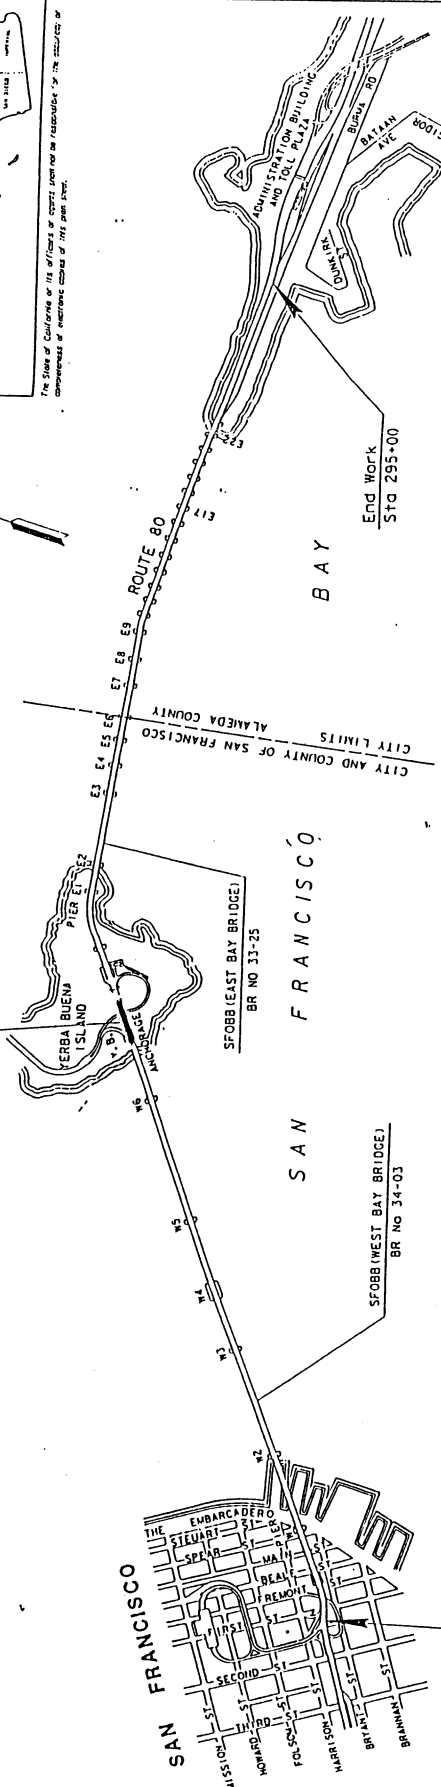 The State of California or its officers or agents shall not be responsible for the accuracy or
completeness of electronic copies of this plan sheet.
ADMINISTRATION BUILDING
AND TOLL PLAZA
BURMA RD
BATAAN
AVE
DUNKIRK
ST
End Work
Sta 295+00
E22
E17
ROUTE 80
E9
E8
E7
E6
E5
E4
E3
E2
PIER E1
BAY
ALAMEDA COUNTY
CITY AND COUNTY OF SAN FRANCISCO
CITY LIMITS
YERBA BUENA
ISLAND
Y.B.
ANCHORAGE
SFOBB (EAST BAY BRIDGE)
BR NO 33-25
SAN FRANCISCO
W6
W5
W4
W3
W2
SFOBB (WEST BAY BRIDGE)
BR No 34-03
SAN FRANCISCO
THE EMBARCADERO
STEUART ST
SPEAR ST
MAIN ST
BEALE ST
FREMONT ST
FIRST ST
SECOND ST
THIRD ST
PIER
HOWARD ST
FOLSOM ST
HARRISON ST
BRYANT ST
BRANNAN ST